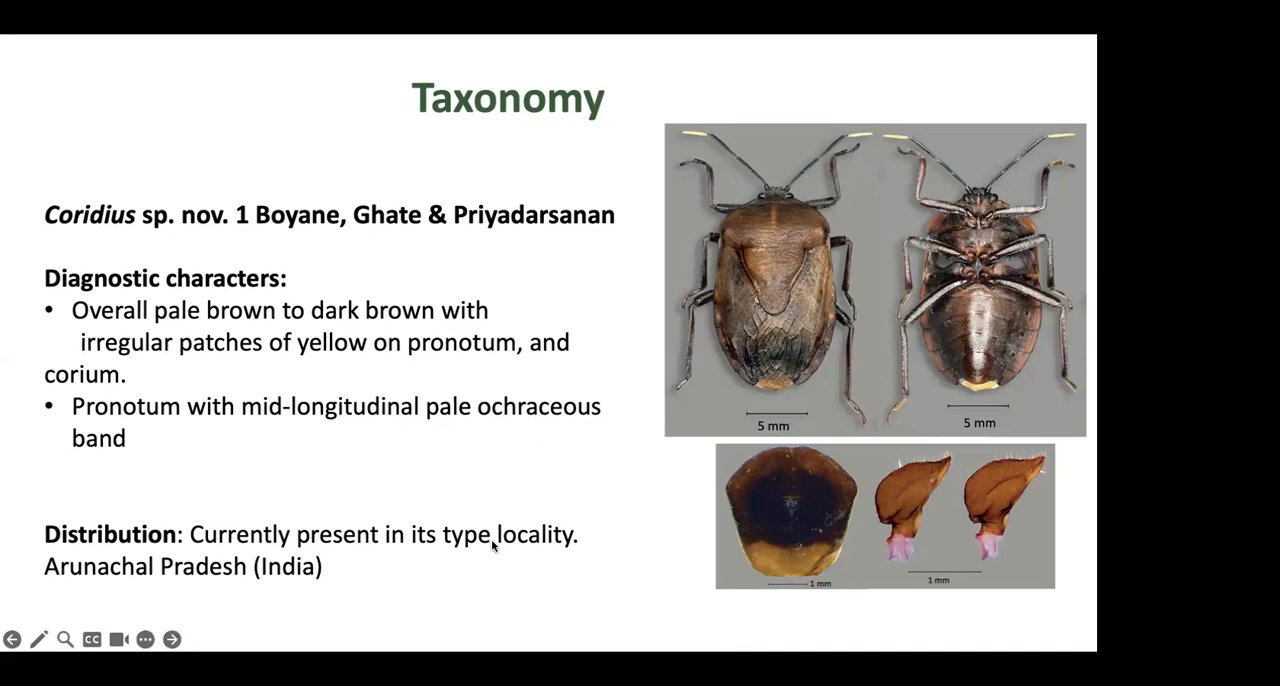 Taxonomy
Coridius sp. nov. 1 Boyane, Ghate & Priyadarsanan
Diagnostic characters:
• Overall pale brown to dark brown with
irregular patches of yellow on pronotum, and
corium.
• Pronotum with mid-longitudinal pale ochraceous
band
Distribution: Currently present in its type locality.
Arunachal Pradesh (India)
5 mm
5 mm
1 mm
1 mm
CC